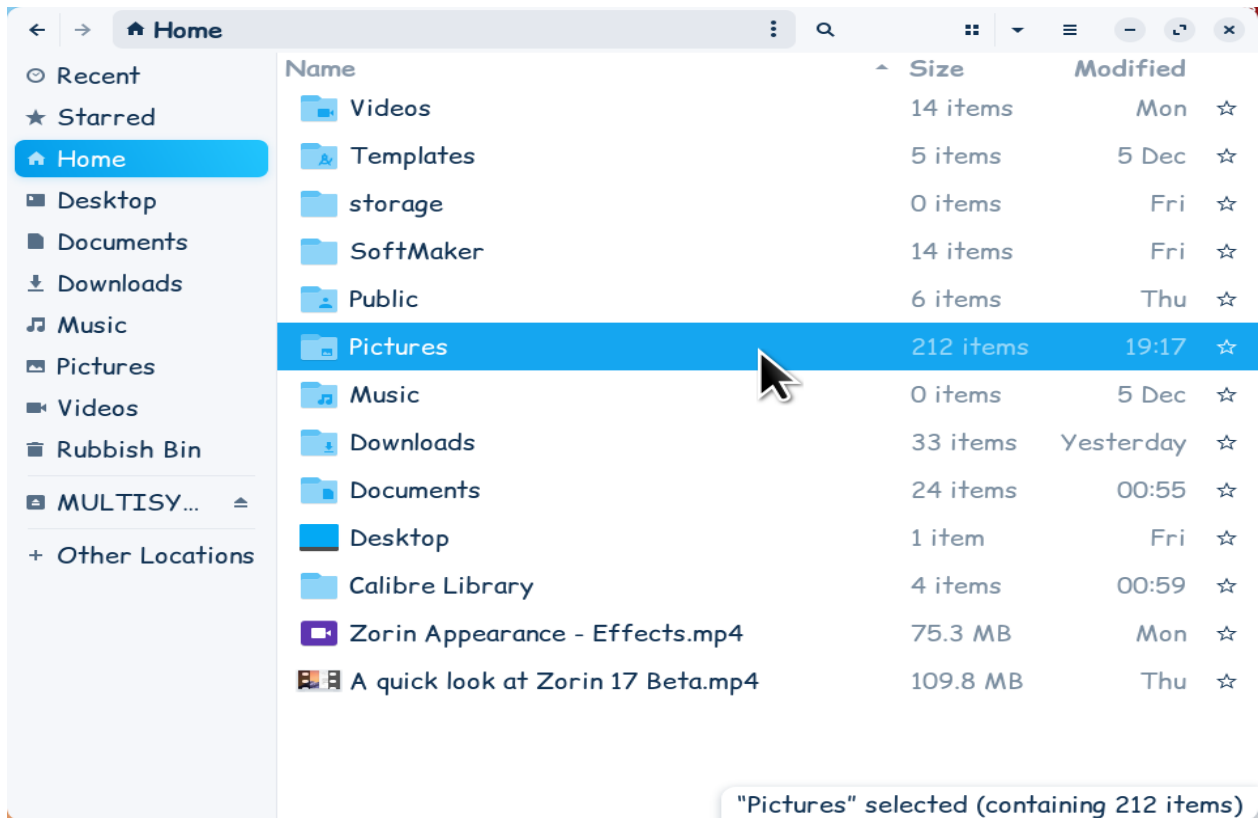 Home
Recent
Starred
Home
Desktop
Documents
Downloads
Music
Pictures
Videos
Rubbish Bin
MULTISY...
+ Other Locations
Name Size Modified
Videos 14 items Mon
Templates 5 items 5 Dec
storage 0 items Fri
SoftMaker 14 items Fri
Public 6 items Thu
Pictures 212 items 19:17
Music 0 items 5 Dec
Downloads 33 items Yesterday
Documents 24 items 00:55
Desktop 1 item Fri
Calibre Library 4 items 00:59
Zorin Appearance - Effects.mp4 75.3 MB Mon
A quick look at Zorin 17 Beta.mp4 109.8 MB Thu
“Pictures” selected (containing 212 items)